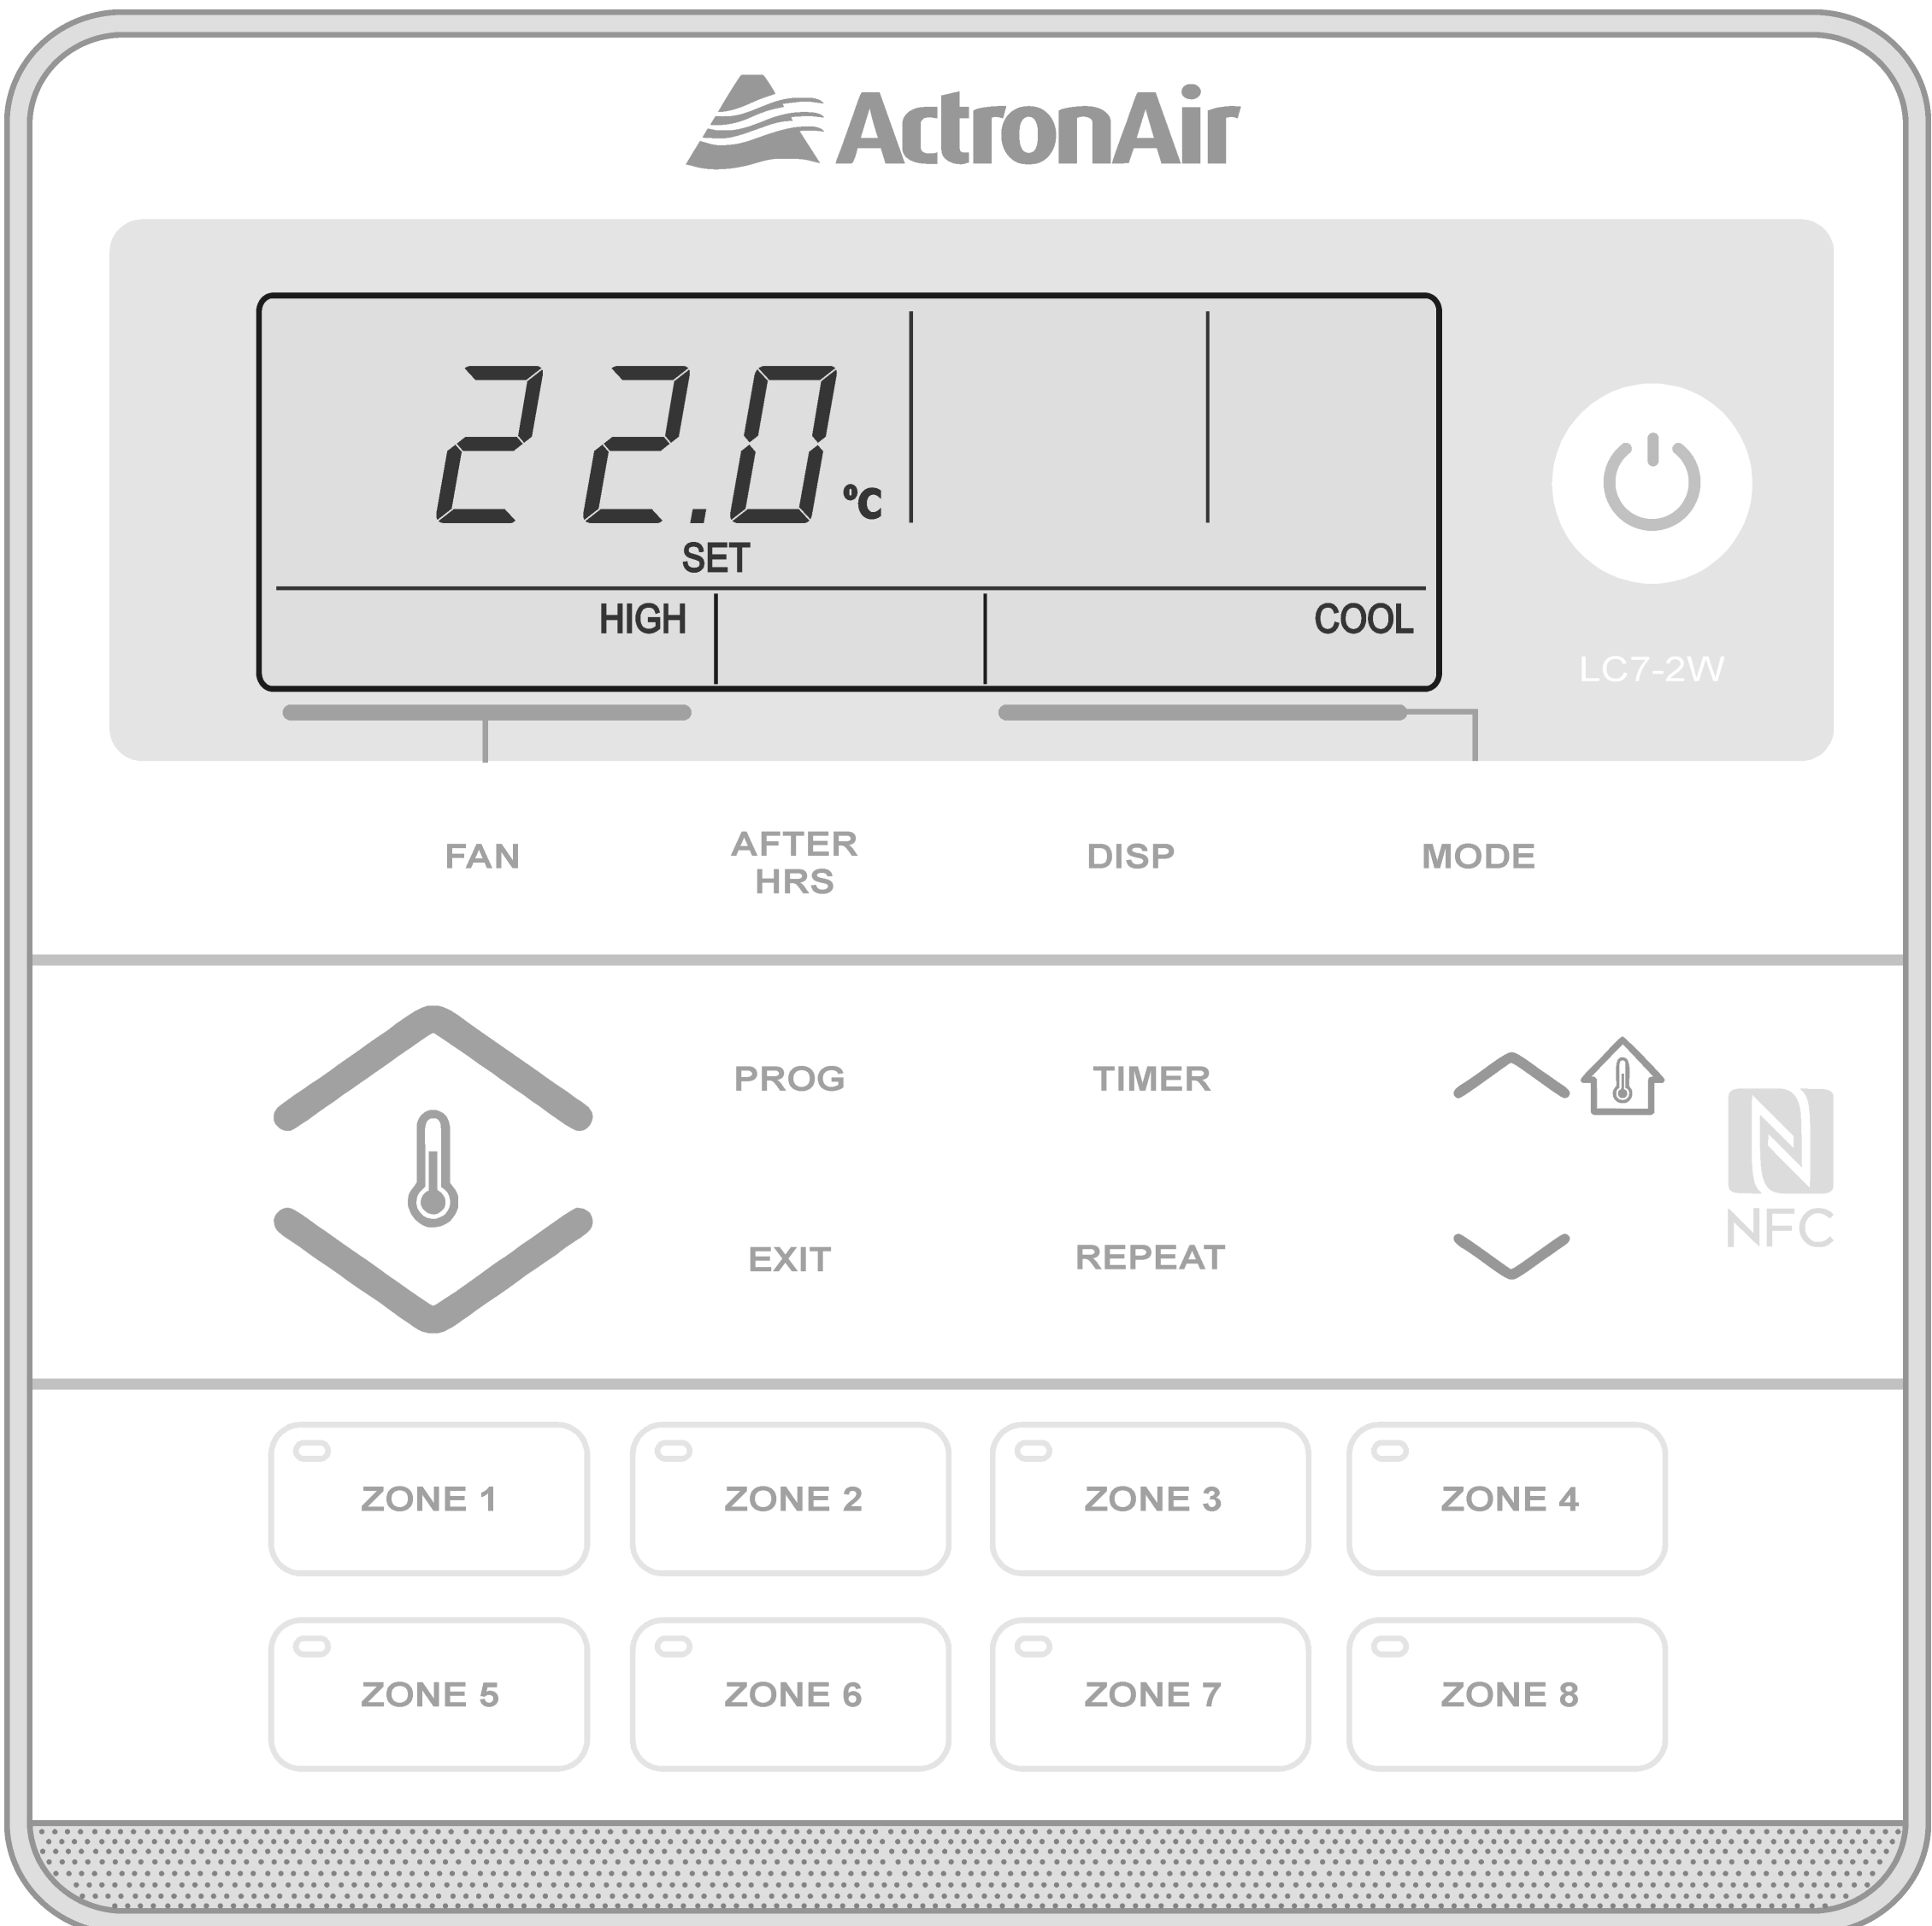 ActronAir
22.0 °C
SET
HIGH COOL
LC7-2W
FAN AFTER HRS DISP MODE
PROG TIMER
EXIT REPEAT
NFC
ZONE 1 ZONE 2 ZONE 3 ZONE 4
ZONE 5 ZONE 6 ZONE 7 ZONE 8